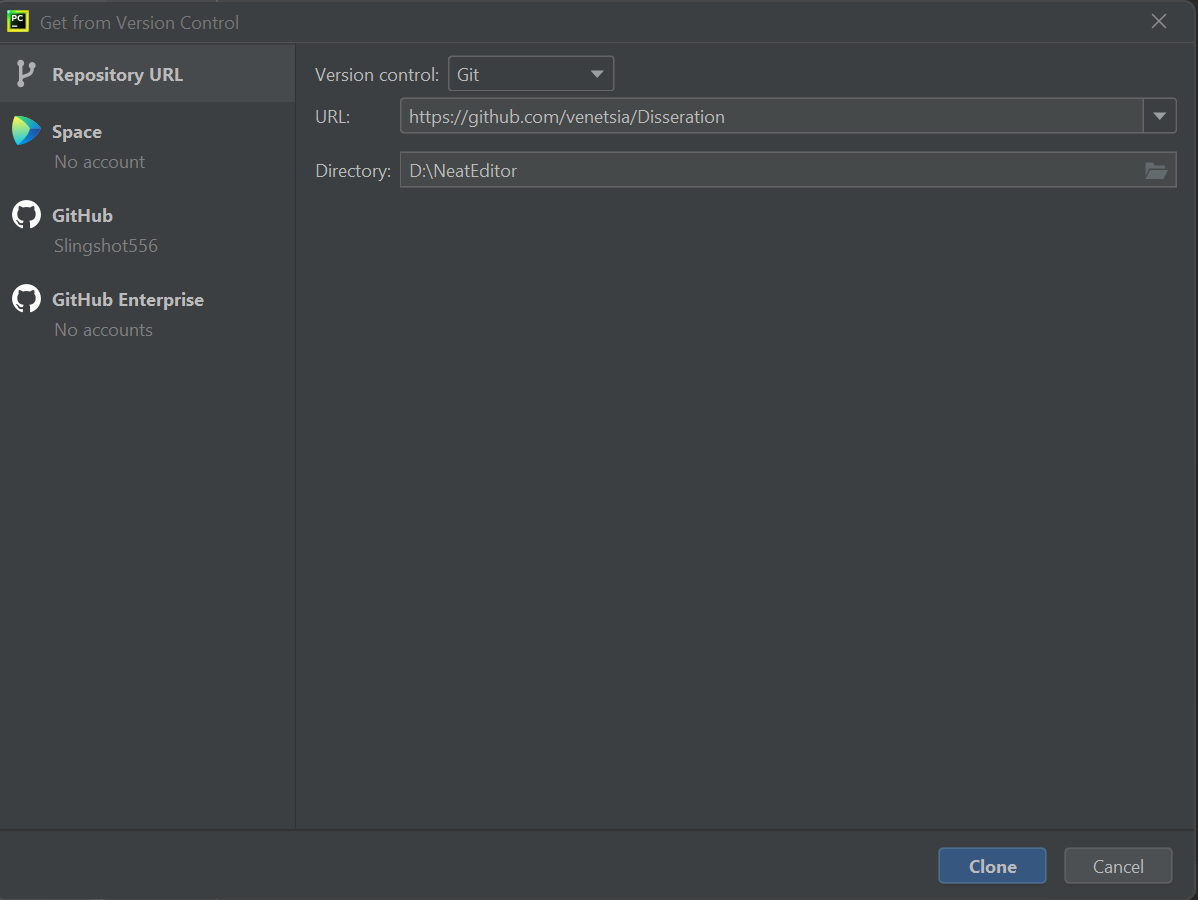 PC
Get from Version Control
Repository URL
Space
No account
GitHub
Slingshot556
GitHub Enterprise
No accounts
Version control: Git
URL: https://github.com/venetsia/Disseration
Directory: D:\NeatEditor
Clone Cancel